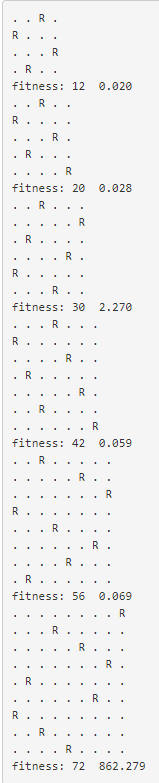 . . R .
R . . .
. . . R
. R . .
fitness: 12  0.020
. . R . .
R . . . .
. . . R .
. R . . .
. . . . R
fitness: 20  0.028
. . R . . .
. . . . . R
. R . . . .
. . . . R .
R . . . . .
. . . R . .
fitness: 30  2.270
. . . R . . .
R . . . . . .
. . . . R . .
. R . . . . .
. . . . . R .
. . R . . . .
. . . . . . R
fitness: 42  0.059
. . R . . . . .
. . . . . R . .
. . . . . . . R
R . . . . . . .
. . . R . . . .
. . . . . . R .
. . . . R . . .
. R . . . . . .
fitness: 56  0.069
. . . . . . . . R
. . . R . . . . .
. . . . . R . . .
. . . . . . . R .
. R . . . . . . .
. . . . . . R . .
R . . . . . . . .
. . R . . . . . .
. . . . R . . . .
fitness: 72  862.279